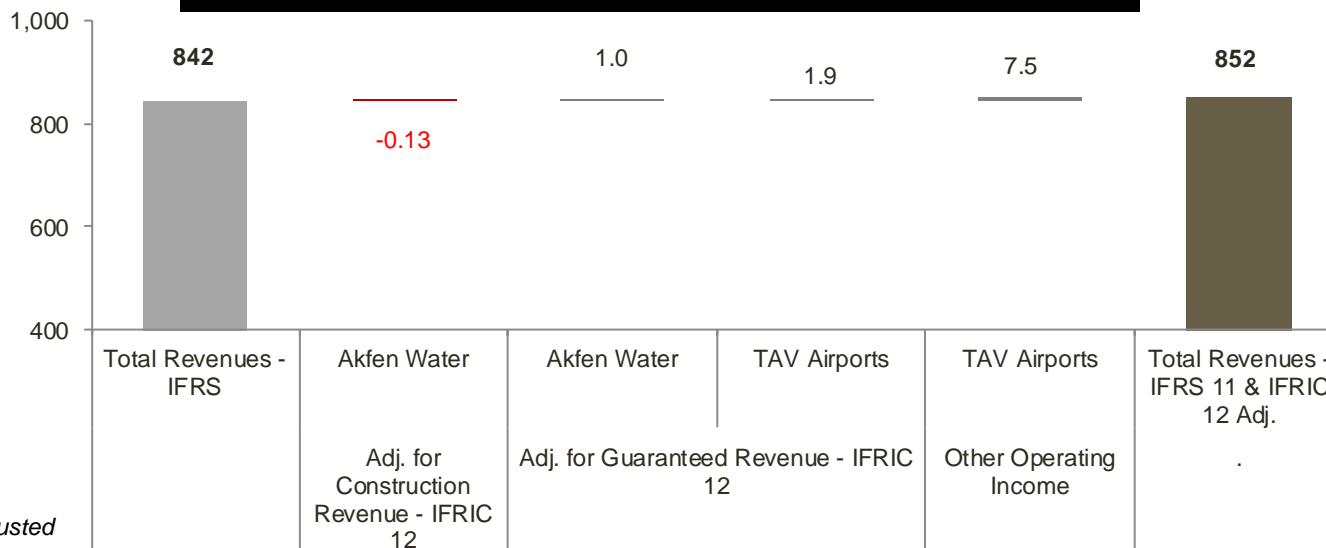 1,000
842
1.0
1.9
7.5
852
800
-0.13
600
400
Total Revenues -
IFRS
Akfen Water
Akfen Water
TAV Airports
TAV Airports
Total Revenues -
IFRS 11 & IFRIC
12 Adj.
Adj. for
Construction
Revenue - IFRIC
12
Adj. for Guaranteed Revenue - IFRIC
12
Other Operating
Income
.